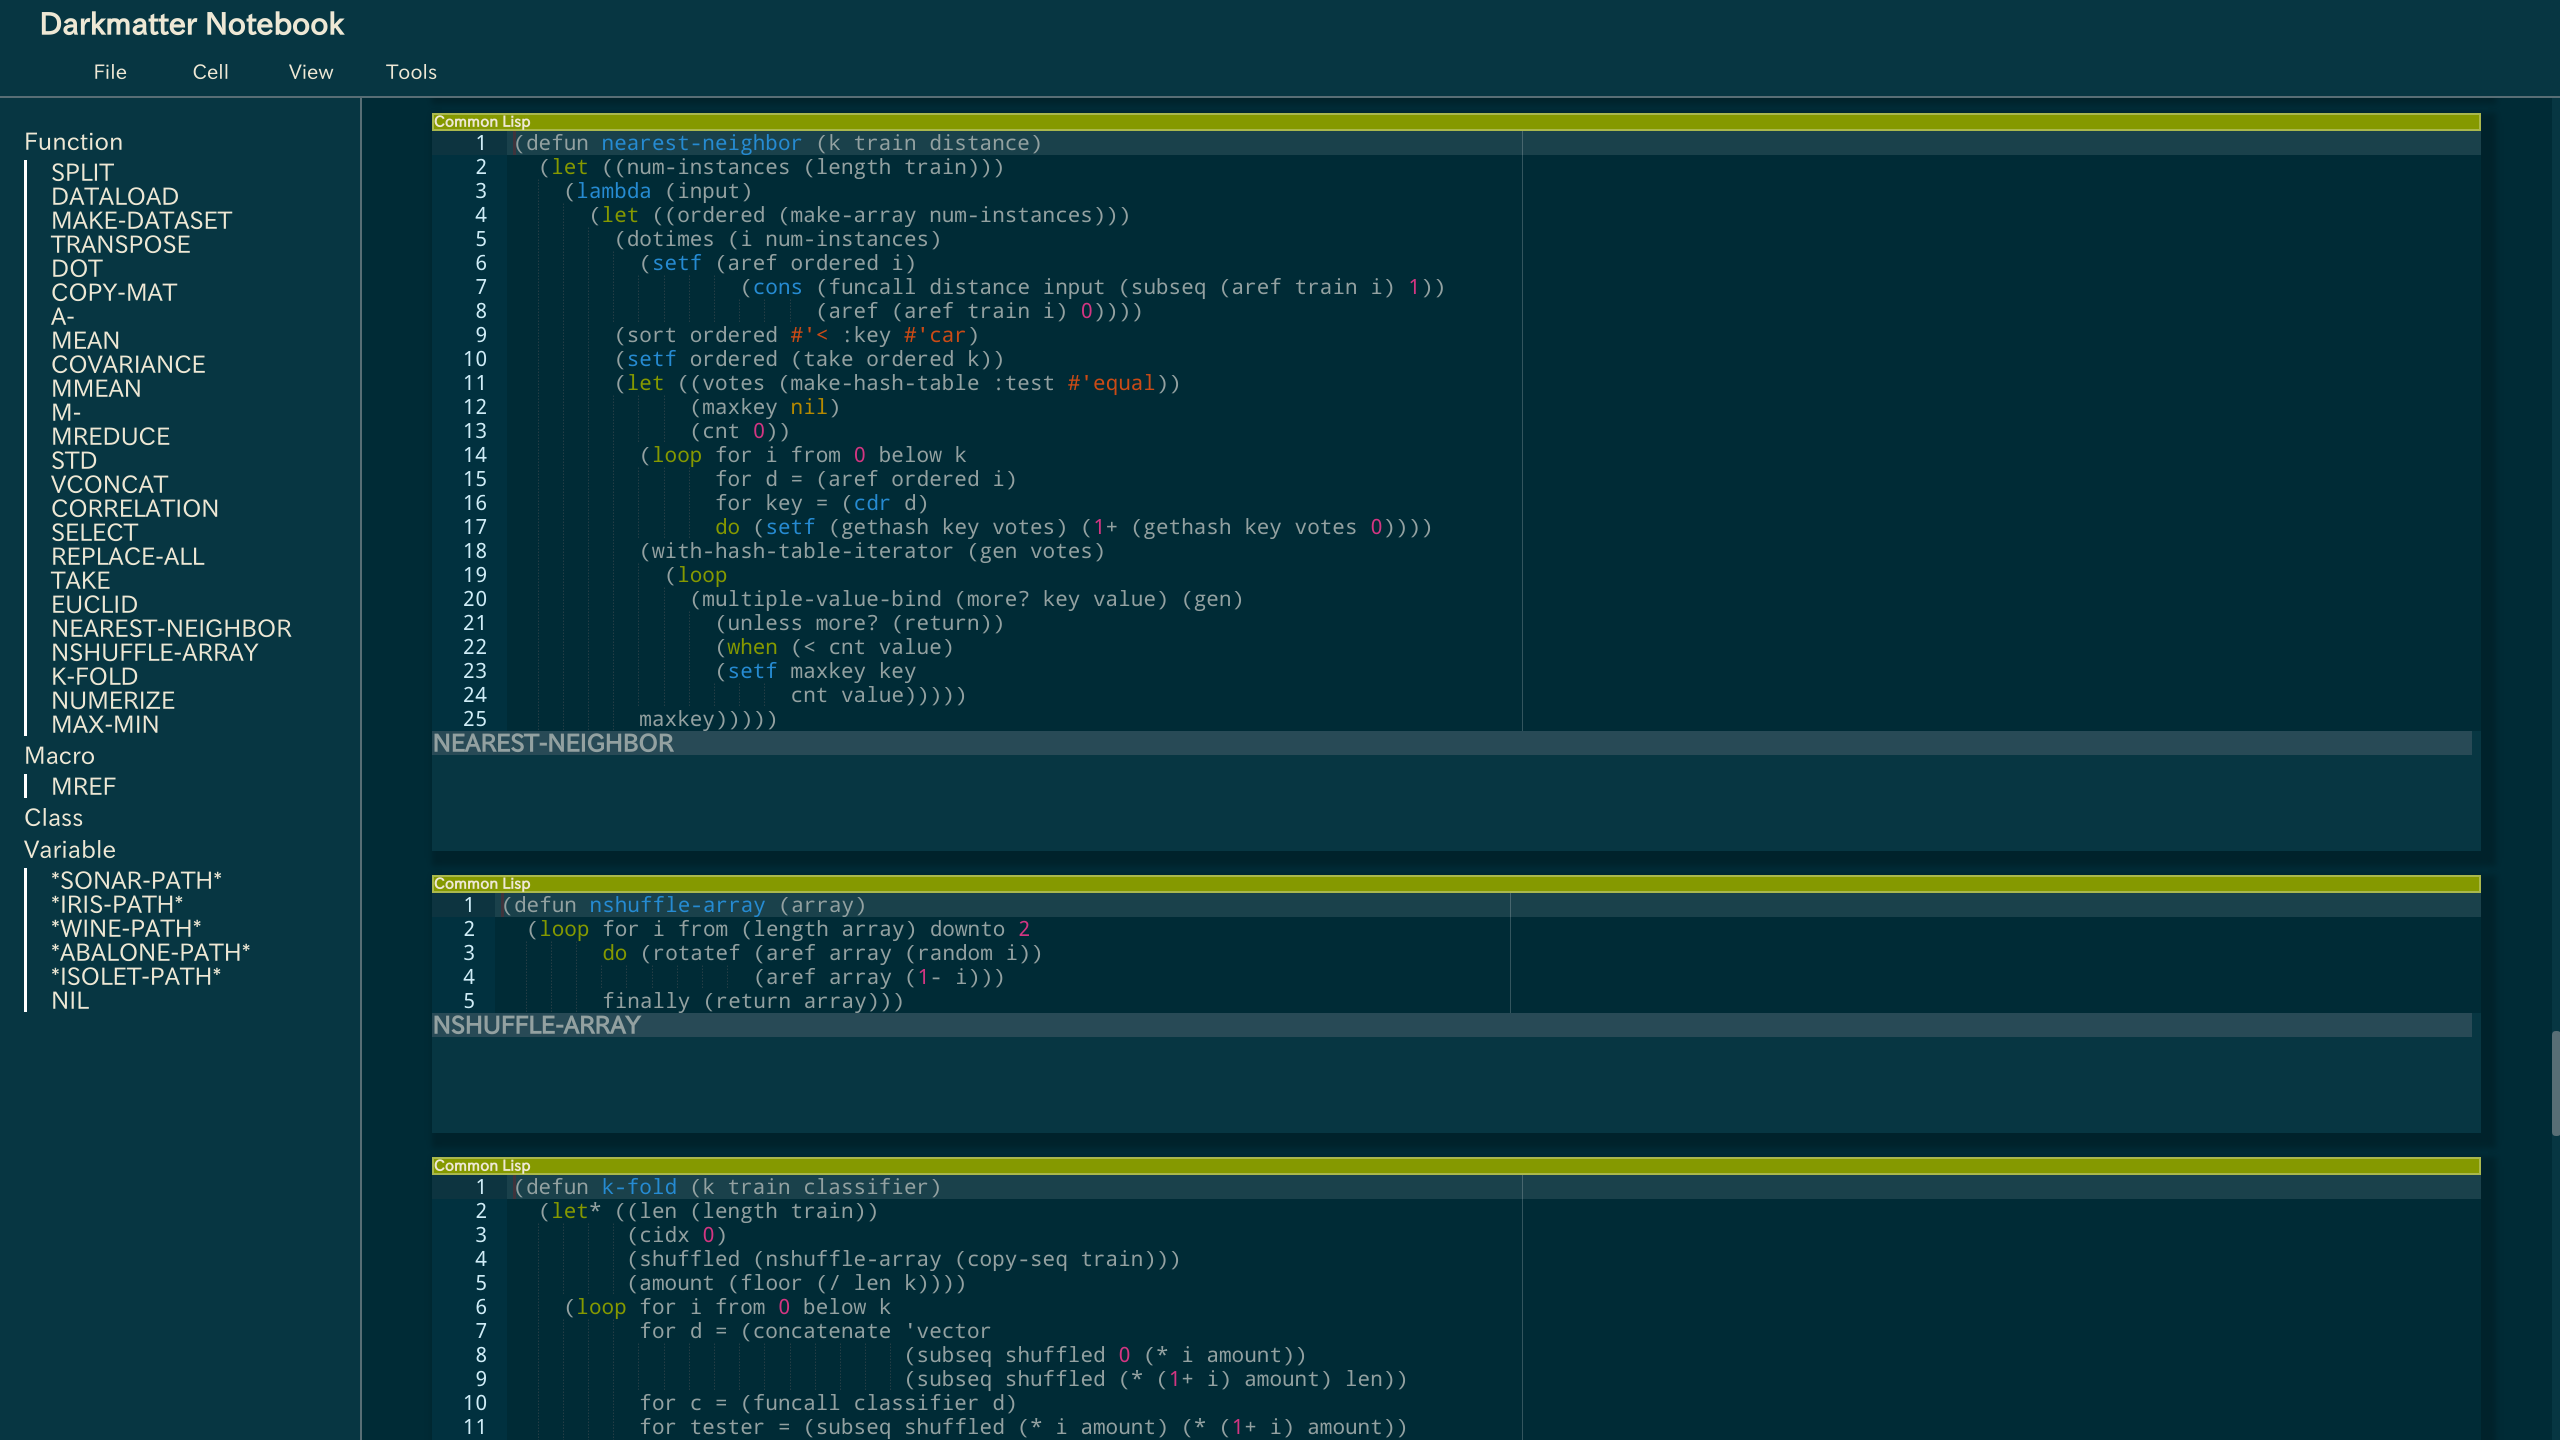 Darkmatter Notebook
File Cell View Tools
Function
SPLIT
DATALOAD
MAKE-DATASET
TRANSPOSE
DOT
COPY-MAT
A-
MEAN
COVARIANCE
MMEAN
M-
MREDUCE
STD
VCONCAT
CORRELATION
SELECT
REPLACE-ALL
TAKE
EUCLID
NEAREST-NEIGHBOR
NSHUFFLE-ARRAY
K-FOLD
NUMERIZE
MAX-MIN
Macro
MREF
Class
Variable
*SONAR-PATH*
*IRIS-PATH*
*WINE-PATH*
*ABALONE-PATH*
*ISOLET-PATH*
NIL
Common Lisp
1 (defun nearest-neighbor (k train distance)
2   (let ((num-instances (length train)))
3     (lambda (input)
4       (let ((ordered (make-array num-instances)))
5         (dotimes (i num-instances)
6           (setf (aref ordered i)
7                   (cons (funcall distance input (subseq (aref train i) 1))
8                         (aref (aref train i) 0))))
9         (sort ordered #'< :key #'car)
10         (setf ordered (take ordered k))
11         (let ((votes (make-hash-table :test #'equal))
12               (maxkey nil)
13               (cnt 0))
14           (loop for i from 0 below k
15                 for d = (aref ordered i)
16                 for key = (cdr d)
17                 do (setf (gethash key votes) (1+ (gethash key votes 0))))
18           (with-hash-table-iterator (gen votes)
19             (loop
20               (multiple-value-bind (more? key value) (gen)
21                 (unless more? (return))
22                 (when (< cnt value)
23                 (setf maxkey key
24                       cnt value)))))
25           maxkey)))))
NEAREST-NEIGHBOR
Common Lisp
1 (defun nshuffle-array (array)
2   (loop for i from (length array) downto 2
3         do (rotatef (aref array (random i))
4                     (aref array (1- i)))
5         finally (return array)))
NSHUFFLE-ARRAY
Common Lisp
1 (defun k-fold (k train classifier)
2   (let* ((len (length train))
3          (cidx 0)
4          (shuffled (nshuffle-array (copy-seq train)))
5          (amount (floor (/ len k))))
6     (loop for i from 0 below k
7           for d = (concatenate 'vector
8                                (subseq shuffled 0 (* i amount))
9                                (subseq shuffled (* (1+ i) amount) len))
10           for c = (funcall classifier d)
11           for tester = (subseq shuffled (* i amount) (* (1+ i) amount))